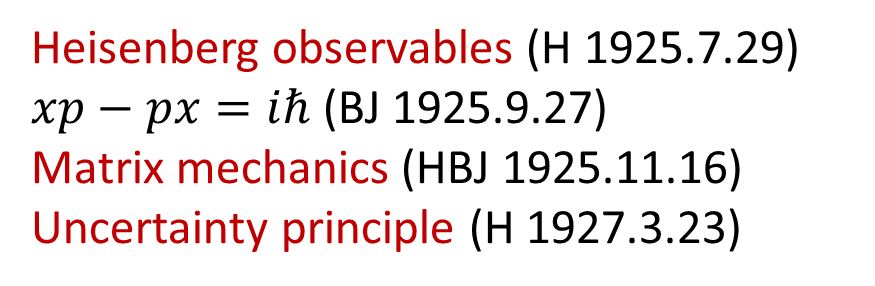 Heisenberg observables (H 1925.7.29)
xp − px = iℏ (BJ 1925.9.27)
Matrix mechanics (HBJ 1925.11.16)
Uncertainty principle (H 1927.3.23)